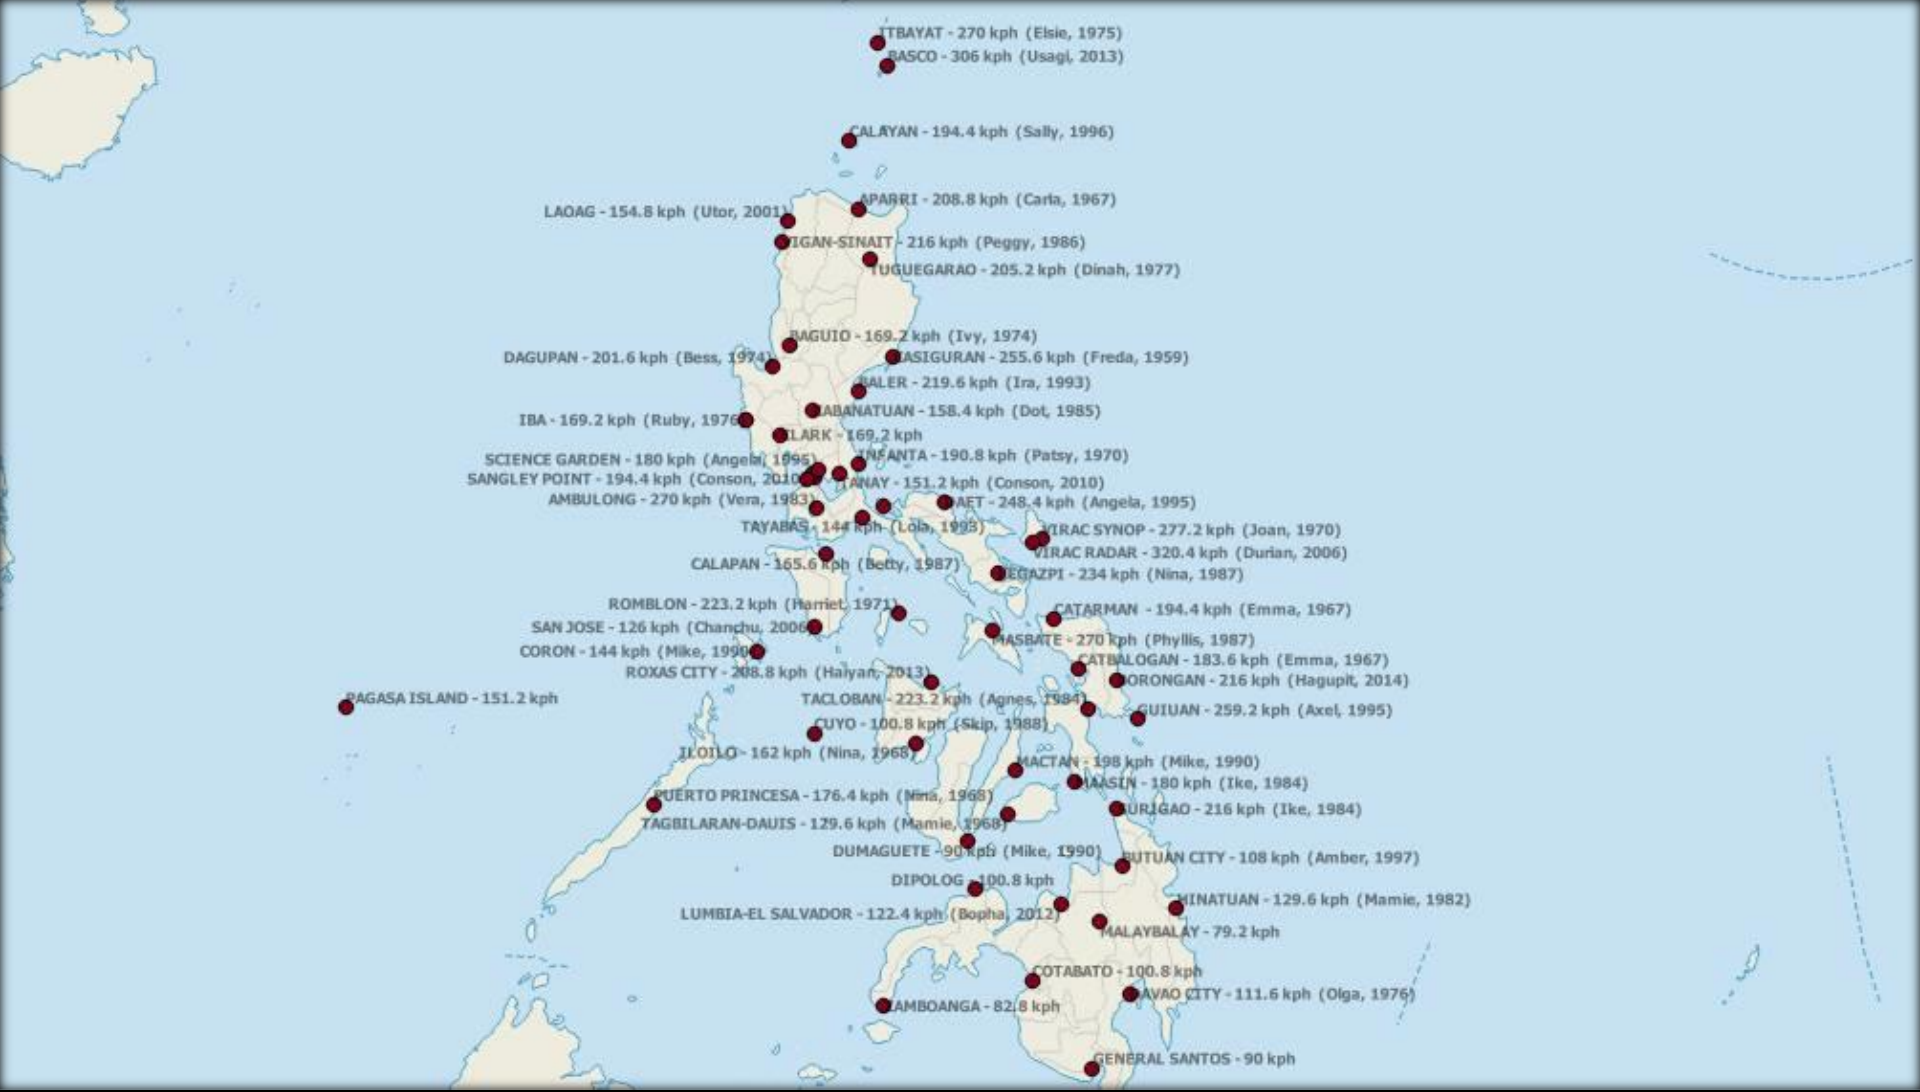 ITBAYAT - 270 kph (Elsie, 1975)
BASCO - 306 kph (Usagi, 2013)
CALAYAN - 194.4 kph (Sally, 1996)
APARRI - 208.8 kph (Carla, 1967)
LAOAG - 154.8 kph (Utor, 2001)
VIGAN-SINAIT - 216 kph (Peggy, 1986)
TUGUEGARAO - 205.2 kph (Dinah, 1977)
BAGUIO - 169.2 kph (Ivy, 1974)
DAGUPAN - 201.6 kph (Bess, 1974)
CASIGURAN - 255.6 kph (Freda, 1959)
BALER - 219.6 kph (Ira, 1993)
CABANATUAN - 158.4 kph (Dot, 1985)
IBA - 169.2 kph (Ruby, 1976
CLARK - 169.2 kph
INFANTA - 190.8 kph (Patsy, 1970)
SCIENCE GARDEN - 180 kph (Angela, 1995)
SANGLEY POINT - 194.4 kph (Conson, 2010
TANAY - 151.2 kph (Conson, 2010)
AMBULONG - 270 kph (Vera, 1983)
DAET - 248.4 kph (Angela, 1995)
TAYABAS - 144 kph (Lola, 1993)
VIRAC SYNOP - 277.2 kph (Joan, 1970)
VIRAC RADAR - 320.4 kph (Durian, 2006)
CALAPAN - 165.6 kph (Betty, 1987)
LEGAZPI - 234 kph (Nina, 1987)
ROMBLON - 223.2 kph (Harriet, 1971)
CATARMAN - 194.4 kph (Emma, 1967)
SAN JOSE - 126 kph (Chanchu, 2006
MASBATE - 270 kph (Phyllis, 1987)
CORON - 144 kph (Mike, 1990
CATBALOGAN - 183.6 kph (Emma, 1967)
ROXAS CITY - 208.8 kph (Haiyan, 2013)
BORONGAN - 216 kph (Hagupit, 2014)
PAGASA ISLAND - 151.2 kph
TACLOBAN - 223.2 kph (Agnes, 1984)
GUIUAN - 259.2 kph (Axel, 1995)
CUYO - 100.8 kph (Skip, 1988)
ILOILO - 162 kph (Nina, 1968)
MACTAN - 198 kph (Mike, 1990)
MAASIN - 180 kph (Ike, 1984)
PUERTO PRINCESA - 176.4 kph (Nina, 1968)
SURIGAO - 216 kph (Ike, 1984)
TAGBILARAN-DAUIS - 129.6 kph (Mamie, 1968)
DUMAGUETE - 90 kph (Mike, 1990)
BUTUAN CITY - 108 kph (Amber, 1997)
DIPOLOG - 100.8 kph
HINATUAN - 129.6 kph (Mamie, 1982)
LUMBIA-EL SALVADOR - 122.4 kph (Bopha, 2012)
MALAYBALAY - 79.2 kph
COTABATO - 100.8 kph
DAVAO CITY - 111.6 kph (Olga, 1976)
ZAMBOANGA - 82.8 kph
GENERAL SANTOS - 90 kph